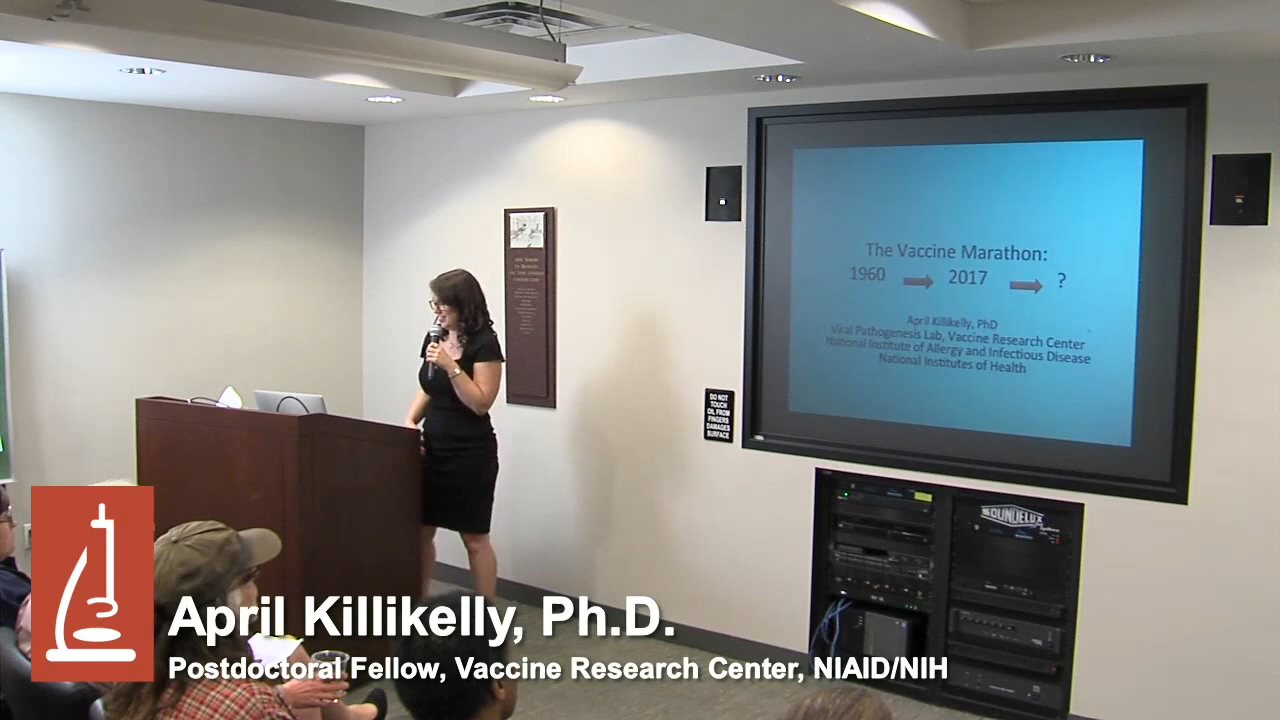 The Vaccine Marathon:
1960 2017 ?
April Killikelly, PhD
Viral Pathogenesis Lab, Vaccine Research Center
National Institute of Allergy and Infectious Disease
National Institutes of Health
DO NOT
TOUCH
OIL FROM
FINGERS
DAMAGES
SURFACE
SOUNDELUX
April Killikelly, Ph.D.
Postdoctoral Fellow, Vaccine Research Center, NIAID/NIH